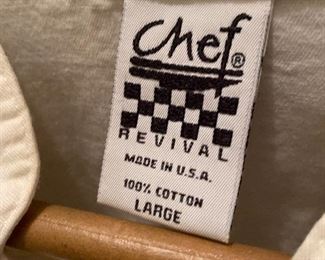 Chef®
REVIVAL
MADE IN U.S.A.
100% COTTON
LARGE